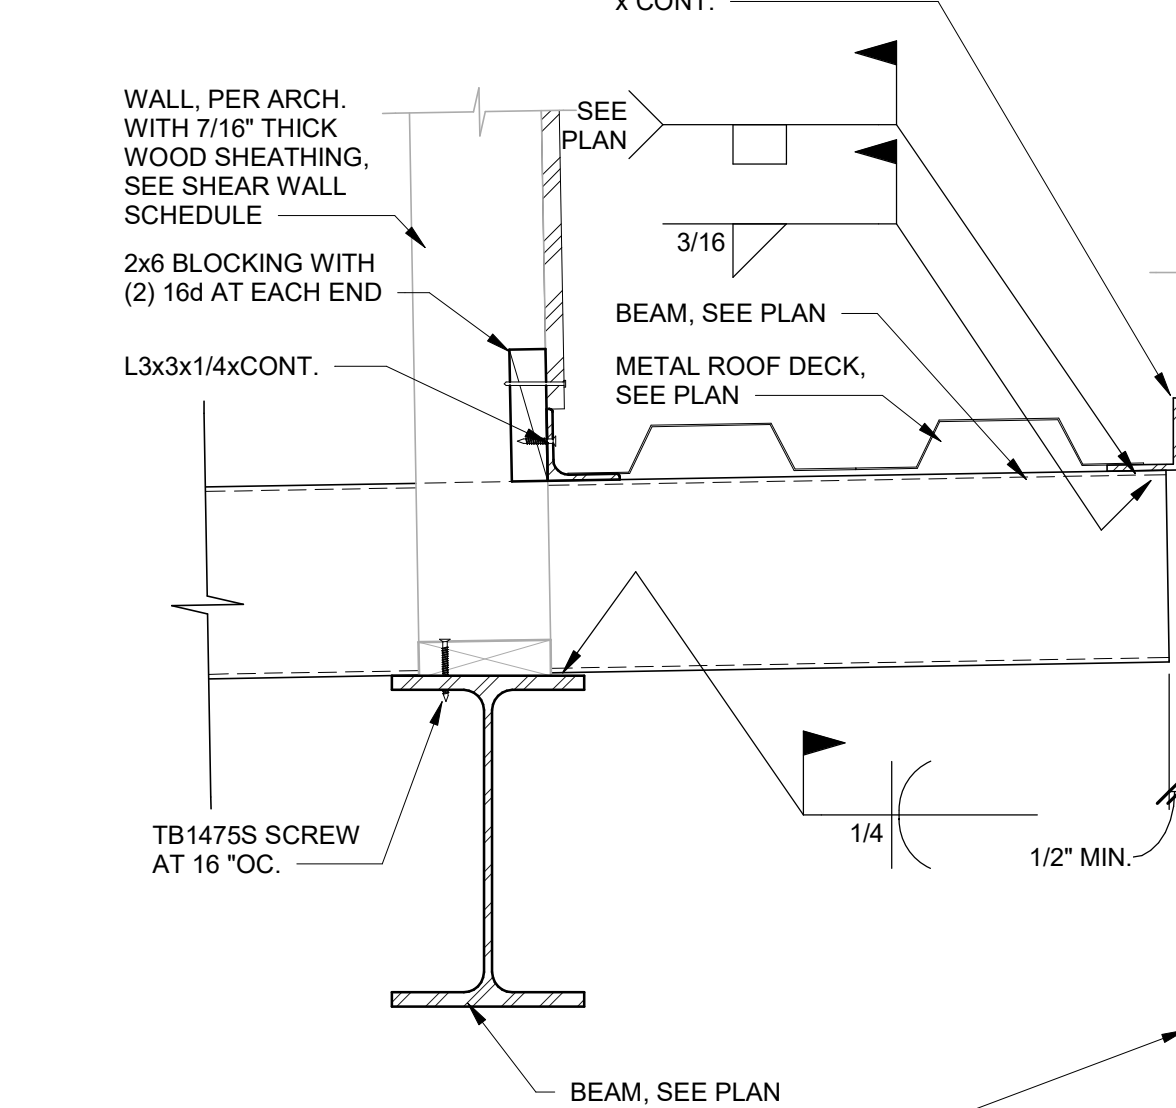 x CONT.
WALL, PER ARCH.
WITH 7/16" THICK
WOOD SHEATHING,
SEE SHEAR WALL
SCHEDULE
SEE
PLAN
2x6 BLOCKING WITH
(2) 16d AT EACH END
3/16
BEAM, SEE PLAN
L3x3x1/4xCONT.
METAL ROOF DECK,
SEE PLAN
TB1475S SCREW
AT 16 "OC.
1/4
1/2" MIN.
BEAM, SEE PLAN